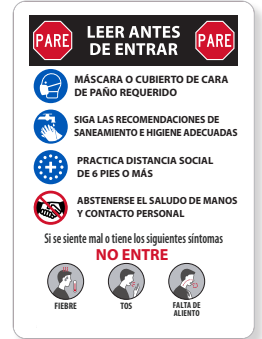 PARE
LEER ANTES
DE ENTRAR
PARE
MÁSCARA O CUBIERTO DE CARA
DE PAÑO REQUERIDO
SIGA LAS RECOMENDACIONES DE
SANEAMIENTO E HIGIENE ADECUADAS
PRACTICA DISTANCIA SOCIAL
DE 6 PIES O MÁS
ABSTENERSE EL SALUDO DE MANOS
Y CONTACTO PERSONAL
Si se siente mal o tiene los siguientes síntomas
NO ENTRE
FIEBRE
TOS
FALTA DE
ALIENTO